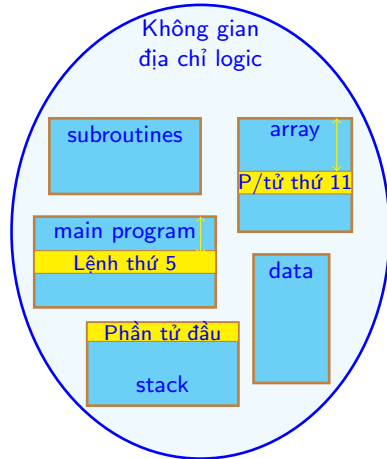 Không gian
địa chỉ logic
subroutines
array
P/tử thứ 11
main program
Lệnh thứ 5
data
Phần tử đầu
stack